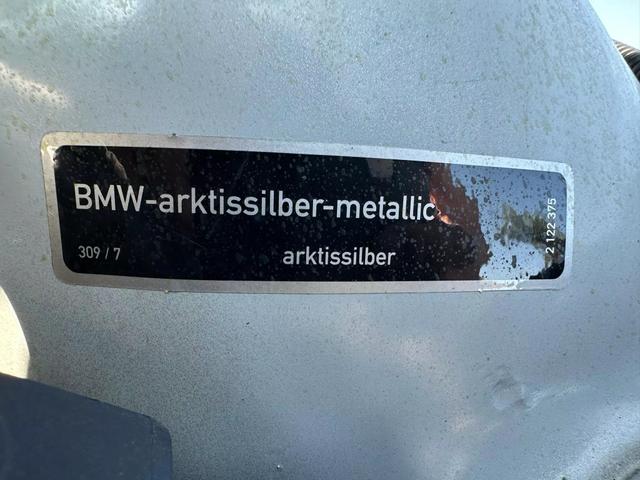 BMW-arktissilber-metallic
309 / 7
arktissilber
2 122 375